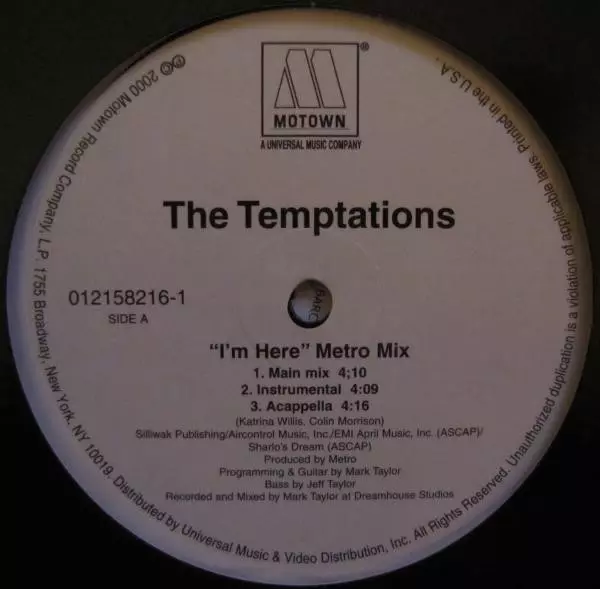 MOTOWN®
A UNIVERSAL MUSIC COMPANY
The Temptations
012158216-1
SIDE A
BARC
"I'm Here" Metro Mix
1. Main mix 4;10
2. Instrumental 4:09
3. Acappella 4:16
(Katrina Willis, Colin Morrison)
Silliwak Publishing/Aircontrol Music, Inc./EMI April Music, Inc. (ASCAP)/
Sharlo's Dream (ASCAP)
Produced by Metro
Programming & Guitar by Mark Taylor
Bass by Jeff Taylor
Recorded and Mixed by Mark Taylor at Dreamhouse Studios
℗© 2000 Motown Record Company, L.P. 1755 Broadway, New York, NY 10019. Distributed by Universal Music & Video Distribution, Inc. All Rights Reserved. Unauthorized duplication is a violation of applicable laws. Printed in the U.S.A.